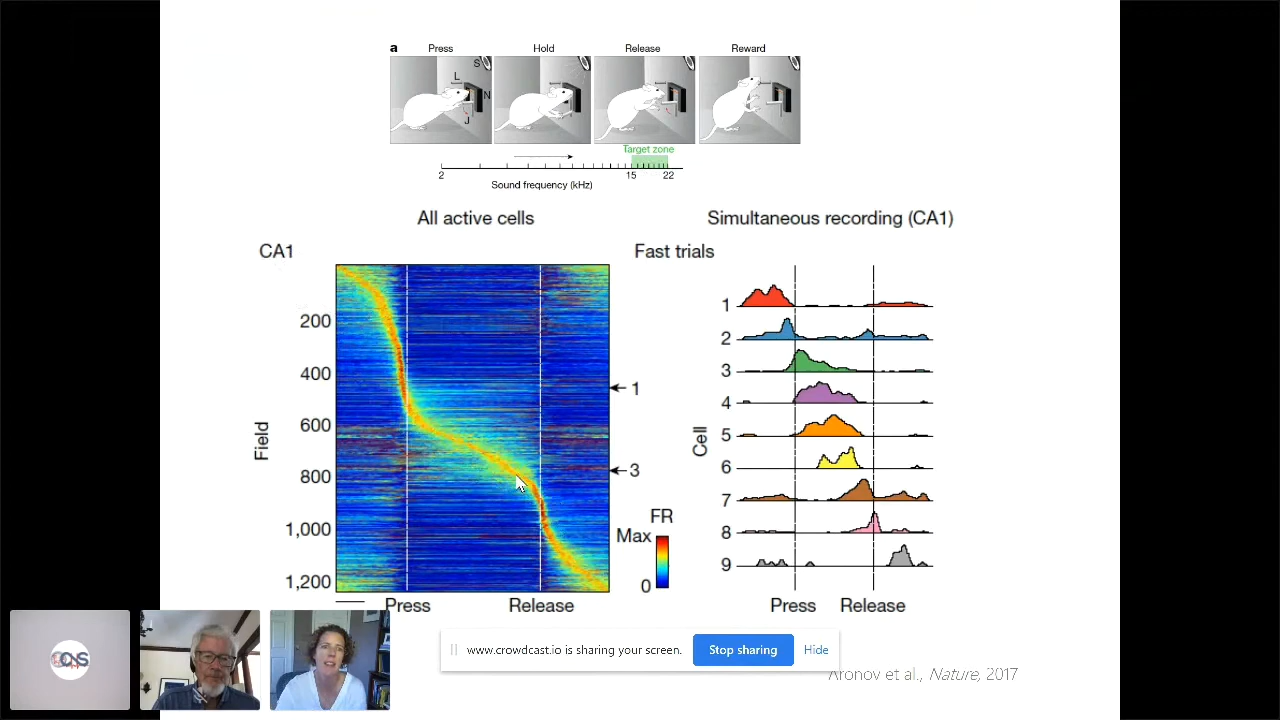 a Press Hold Release Reward
S
L
N
J
Target zone
2 15 22
Sound frequency (kHz)
All active cells
Simultaneous recording (CA1)
CA1
Fast trials
Field
200
400
600
800
1,000
1,200
1
3
FR
Max
0
Press Release
Cell
1
2
3
4
5
6
7
8
9
Press Release
www.crowdcast.io is sharing your screen. Stop sharing Hide
Aronov et al., Nature, 2017